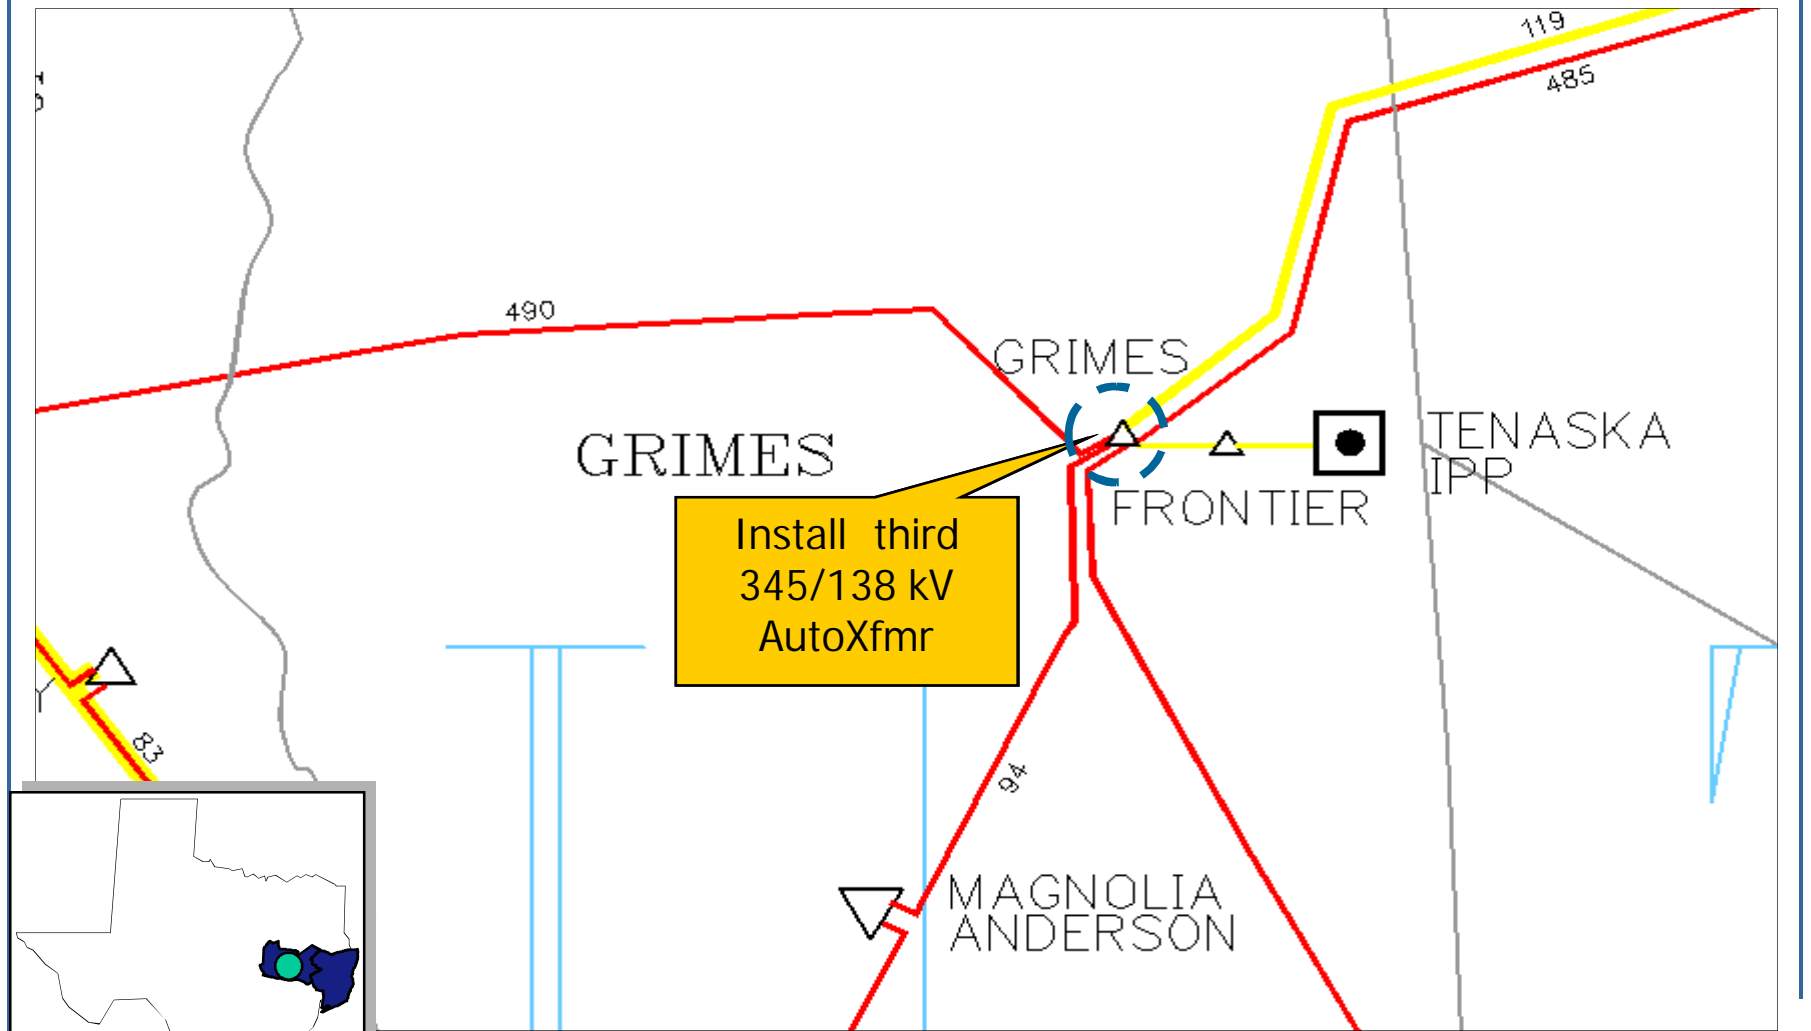 119
485
490
GRIMES
GRIMES
TENASKA
IPP
FRONTIER
Install third
345/138 kV
AutoXfmr
83
94
MAGNOLIA
ANDERSON